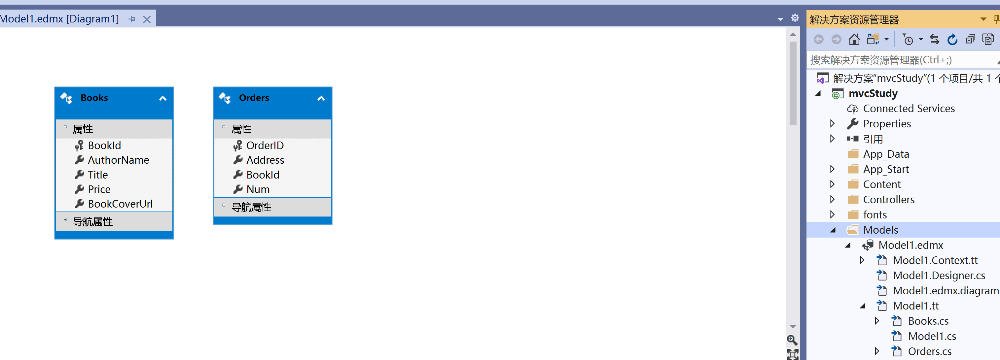 Model1.edmx [Diagram1]
Books
属性
BookId
AuthorName
Title
Price
BookCoverUrl
导航属性
Orders
属性
OrderID
Address
BookId
Num
导航属性
解决方案资源管理器
搜索解决方案资源管理器(Ctrl+;)
解决方案“mvcStudy”(1 个项目/共 1 个
mvcStudy
Connected Services
Properties
引用
App_Data
App_Start
Content
Controllers
fonts
Models
Model1.edmx
Model1.Context.tt
Model1.Designer.cs
Model1.edmx.diagram
Model1.tt
Books.cs
Model1.cs
Orders.cs